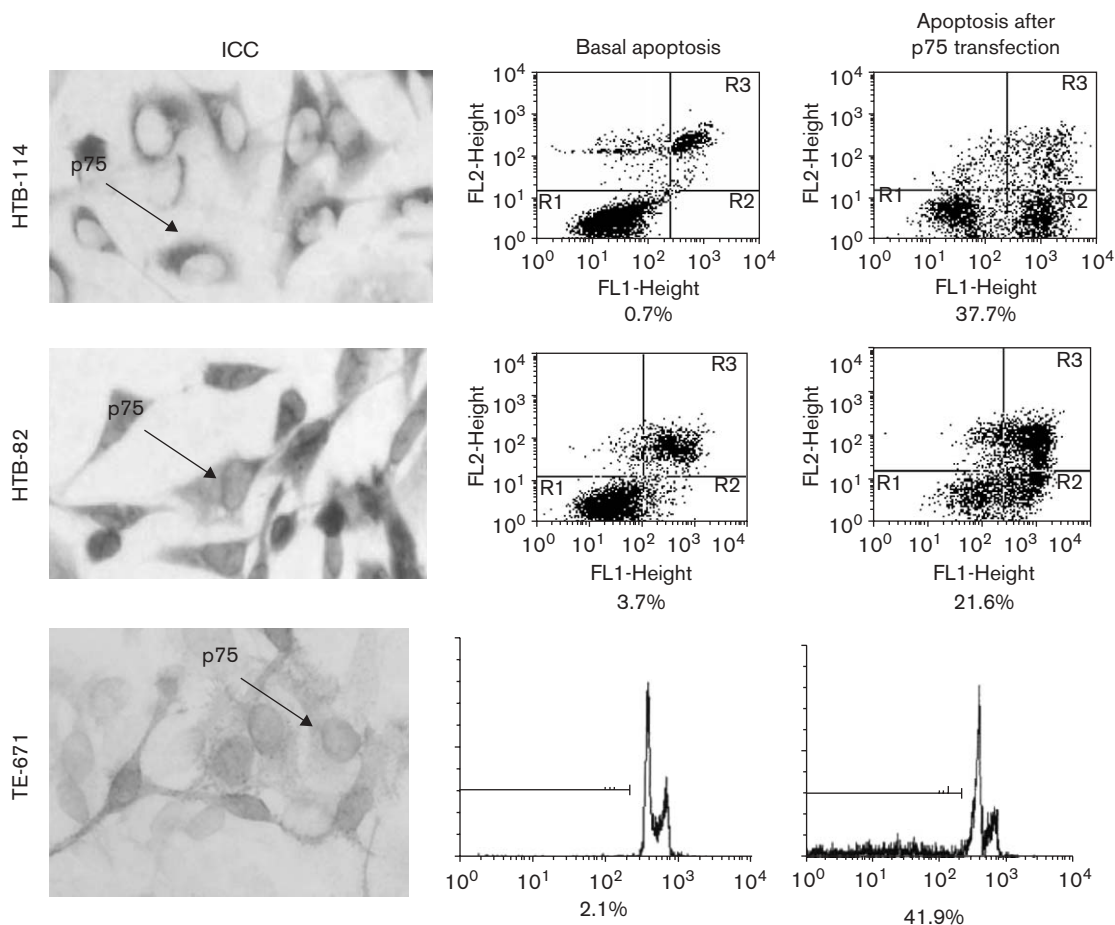 ICC
Basal apoptosis
Apoptosis after
p75 transfection
HTB-114
p75
FL2-Height
10⁴
10³
10²
10¹
10⁰
R3
R1
R2
10⁰ 10¹ 10² 10³ 10⁴
FL1-Height
0.7%
FL2-Height
10⁴
10³
10²
10¹
10⁰
R3
R1
R2
10⁰ 10¹ 10² 10³ 10⁴
FL1-Height
37.7%
HTB-82
p75
FL2-Height
10⁴
10³
10²
10¹
10⁰
R3
R1
R2
10⁰ 10¹ 10² 10³ 10⁴
FL1-Height
3.7%
FL2-Height
10⁴
10³
10²
10¹
10⁰
R3
R1
R2
10⁰ 10¹ 10² 10³ 10⁴
FL1-Height
21.6%
TE-671
p75
10⁰ 10² 10³ 10⁴
2.1%
10⁰ 10¹ 10² 10³ 10⁴
41.9%